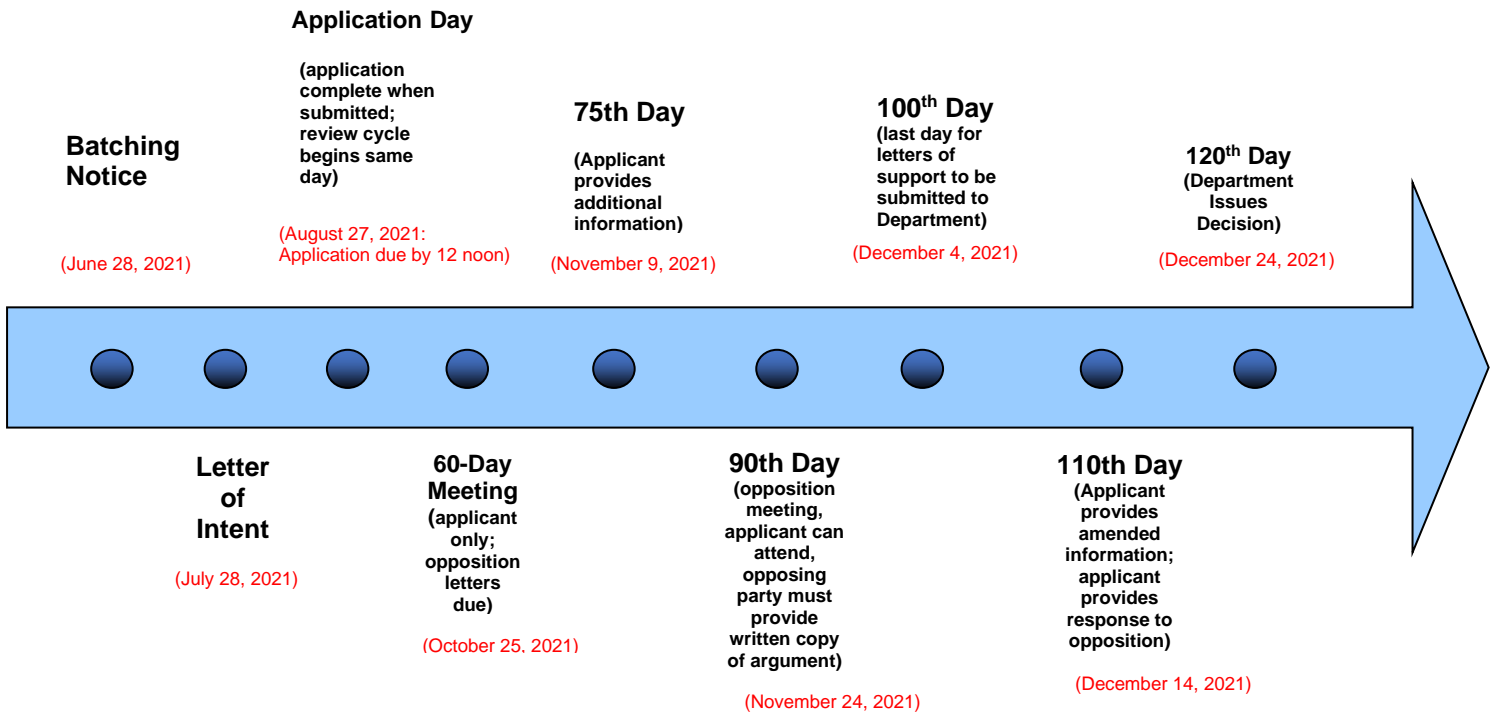 Batching
Notice
(June 28, 2021)
Letter
of
Intent
(July 28, 2021)
Application Day
(application
complete when
submitted;
review cycle
begins same
day)
(August 27, 2021:
Application due by 12 noon)
60-Day
Meeting
(applicant
only;
opposition
letters
due)
(October 25, 2021)
75th Day
(Applicant
provides
additional
information)
(November 9, 2021)
90th Day
(opposition
meeting,
applicant can
attend,
opposing
party must
provide
written copy
of argument)
(November 24, 2021)
100th Day
(last day for
letters of
support to be
submitted to
Department)
(December 4, 2021)
110th Day
(Applicant
provides
amended
information;
applicant
provides
response to
opposition)
(December 14, 2021)
120th Day
(Department
Issues
Decision)
(December 24, 2021)